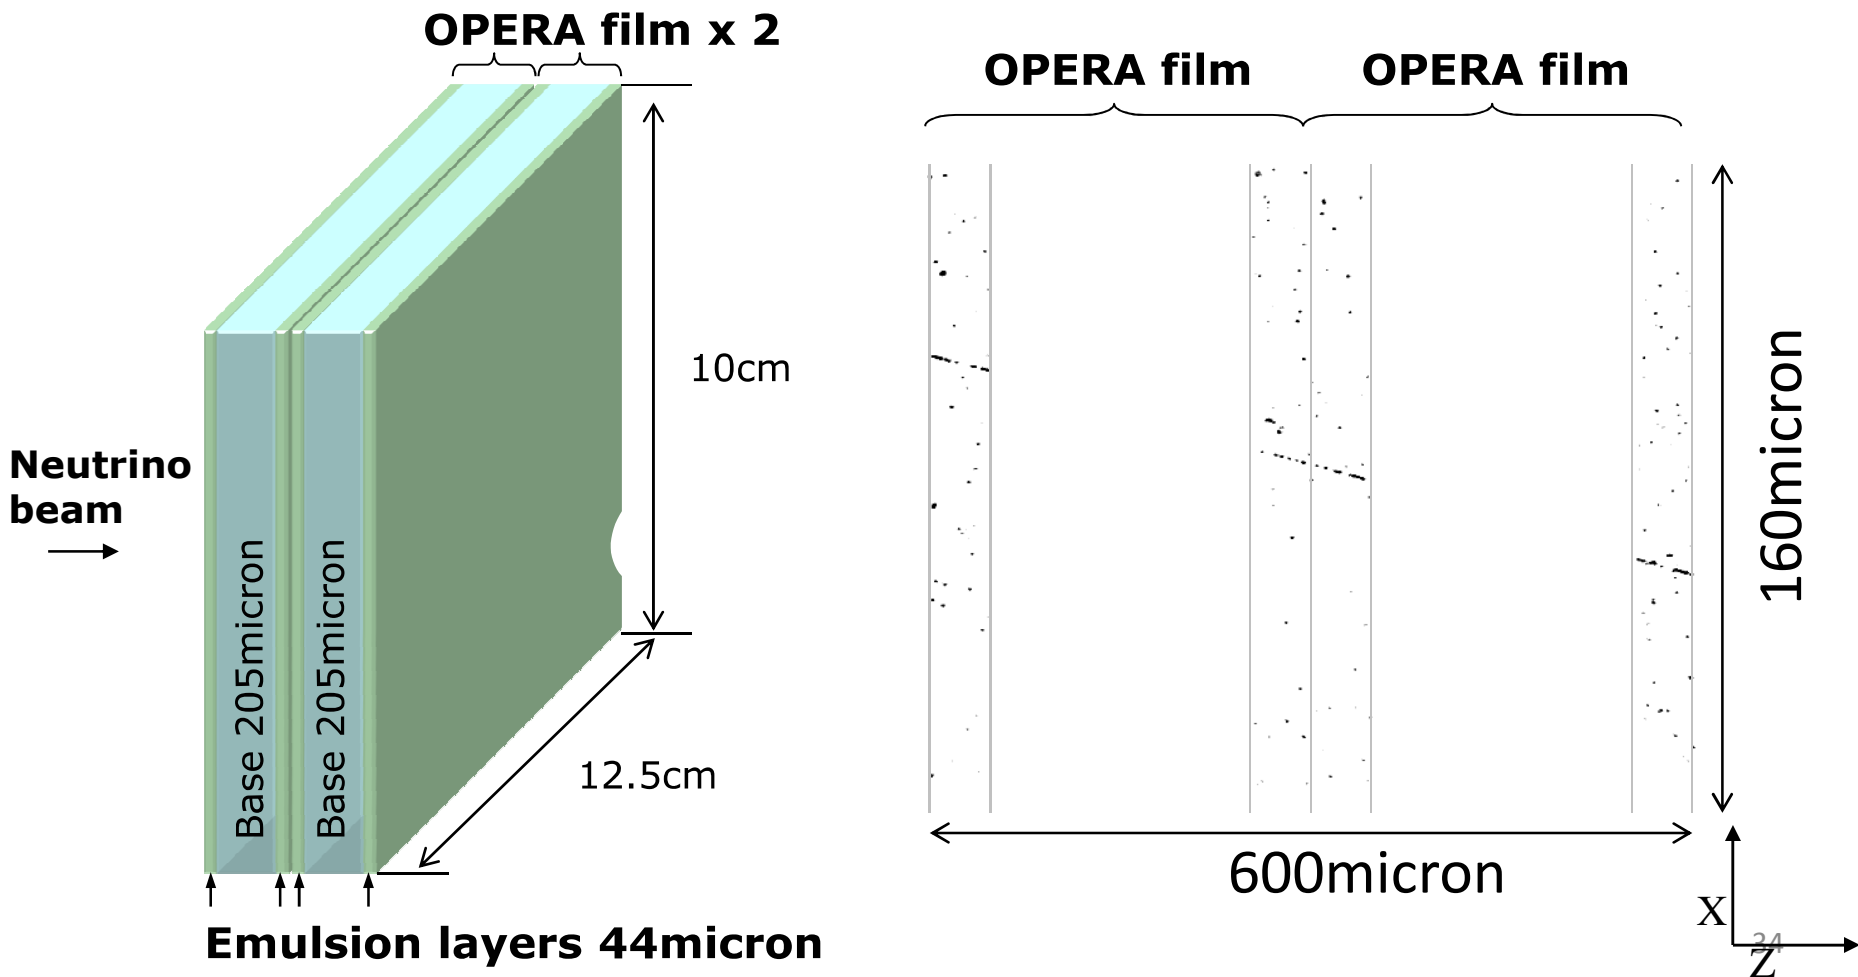 OPERA film x 2
10cm
Neutrino
beam
Base 205micron
Base 205micron
12.5cm
Emulsion layers 44micron
OPERA film
OPERA film
160micron
600micron
X
34
Z